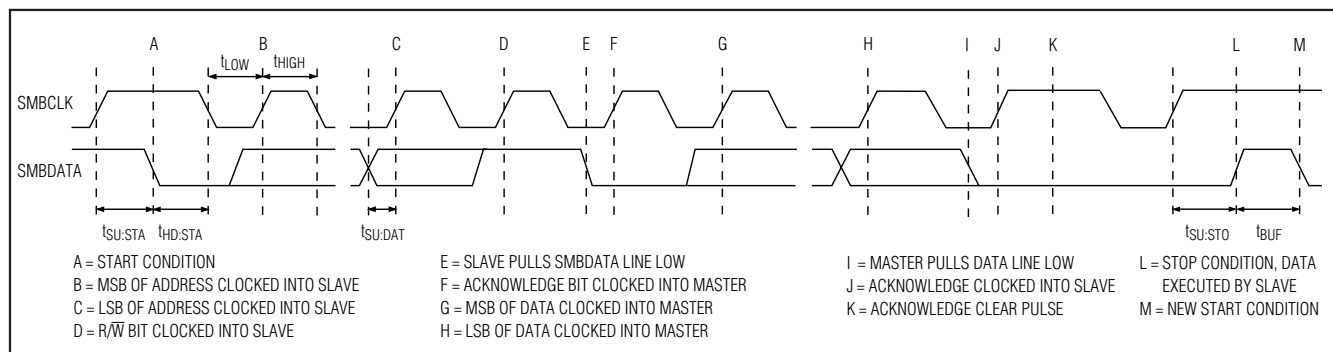 A B C D E F G H I J K L M
tLOW tHIGH
SMBCLK
SMBDATA
tSU:STA tHD:STA tSU:DAT tSU:STO tBUF
A = START CONDITION
B = MSB OF ADDRESS CLOCKED INTO SLAVE
C = LSB OF ADDRESS CLOCKED INTO SLAVE
D = R/W̅ BIT CLOCKED INTO SLAVE
E = SLAVE PULLS SMBDATA LINE LOW
F = ACKNOWLEDGE BIT CLOCKED INTO MASTER
G = MSB OF DATA CLOCKED INTO MASTER
H = LSB OF DATA CLOCKED INTO MASTER
I = MASTER PULLS DATA LINE LOW
J = ACKNOWLEDGE CLOCKED INTO SLAVE
K = ACKNOWLEDGE CLEAR PULSE
L = STOP CONDITION, DATA
EXECUTED BY SLAVE
M = NEW START CONDITION